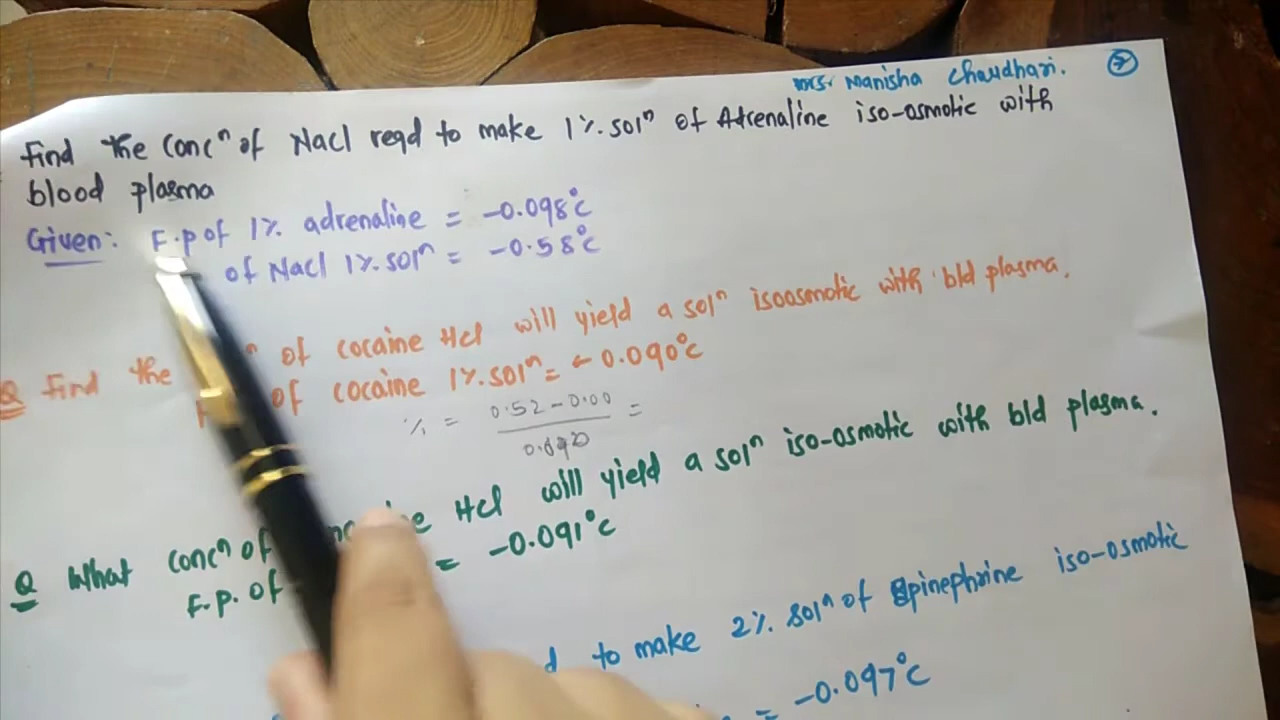 mrs. Manisha Chaudhari. 7
Find the Concⁿ of Nacl reqd to make 1%. solⁿ of Adrenaline iso-osmotic with
blood plasma
Given: F.p of 1%. adrenaline = -0.098°c
of Nacl 1%.solⁿ = -0.58°c
Q Find the ⁿ of cocaine Hcl will yield a solⁿ isoosmotic with bld plasma.
of cocaine 1%.solⁿ = -0.090°c
% = 0.52 - 0.00 =
0.090
Q What concⁿ of Hcl will yield a solⁿ iso-osmotic with bld plasma.
F.p. of = -0.091°c
d to make 2%. solⁿ of Epinephrine iso-osmotic
= -0.097°c